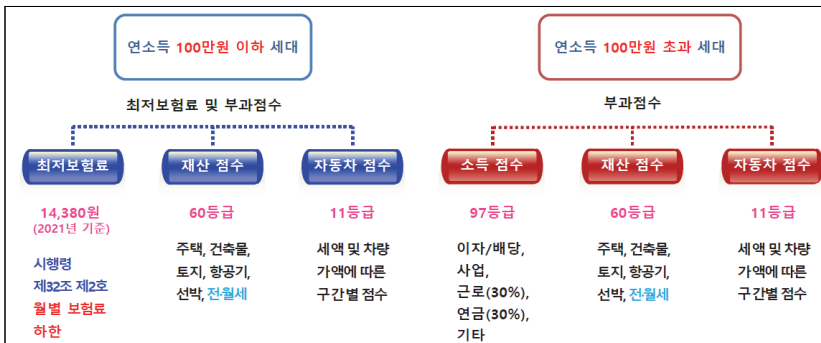 연소득 100만원 이하 세대
연소득 100만원 초과 세대
최저보험료 및 부과점수
부과점수
최저보험료
재산 점수
자동차 점수
소득 점수
재산 점수
자동차 점수
14,380원
(2021년 기준)
60등급
11등급
97등급
60등급
11등급
시행령
제32조 제2호
월별 보험료
하한
주택, 건축물,
토지, 항공기,
선박, 전·월세
세액 및 차량
가액에 따른
구간별 점수
이자/배당,
사업,
근로(30%),
연금(30%),
기타
주택, 건축물,
토지, 항공기,
선박, 전·월세
세액 및 차량
가액에 따른
구간별 점수